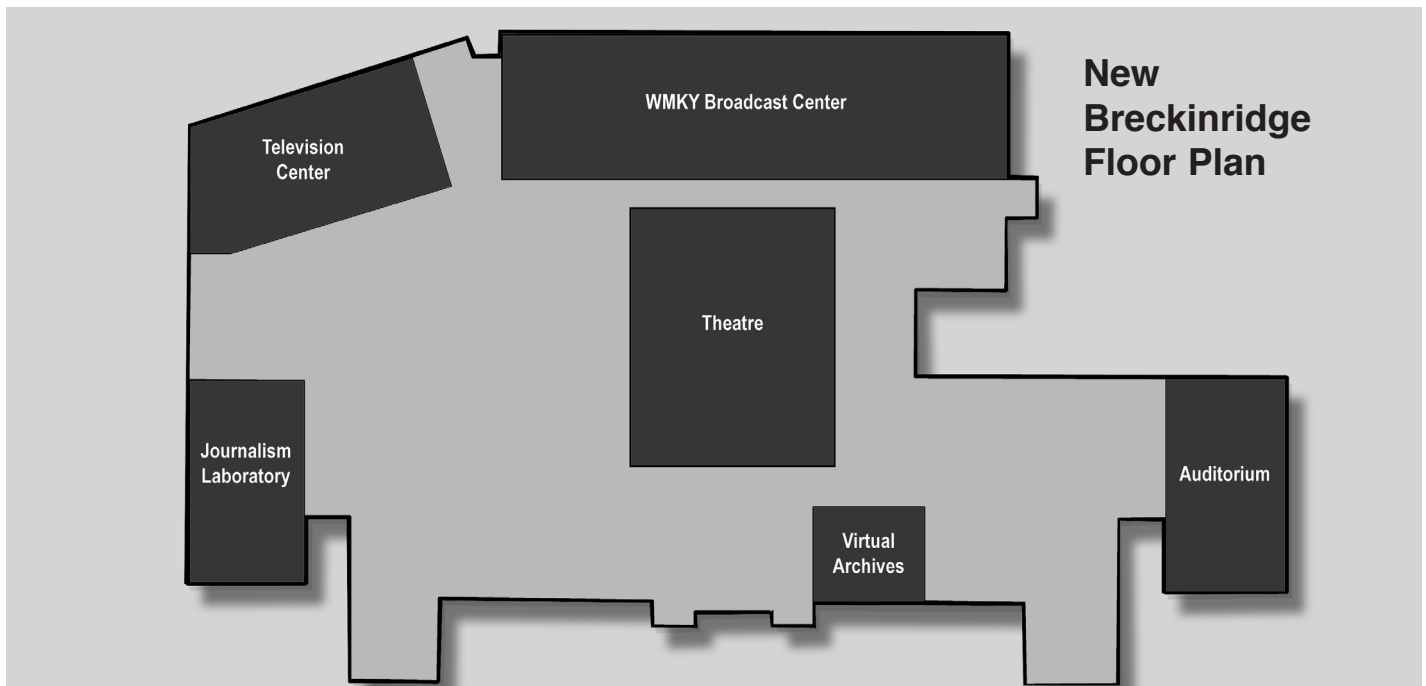 New
Breckinridge
Floor Plan
WMKY Broadcast Center
Television
Center
Theatre
Journalism
Laboratory
Auditorium
Virtual
Archives